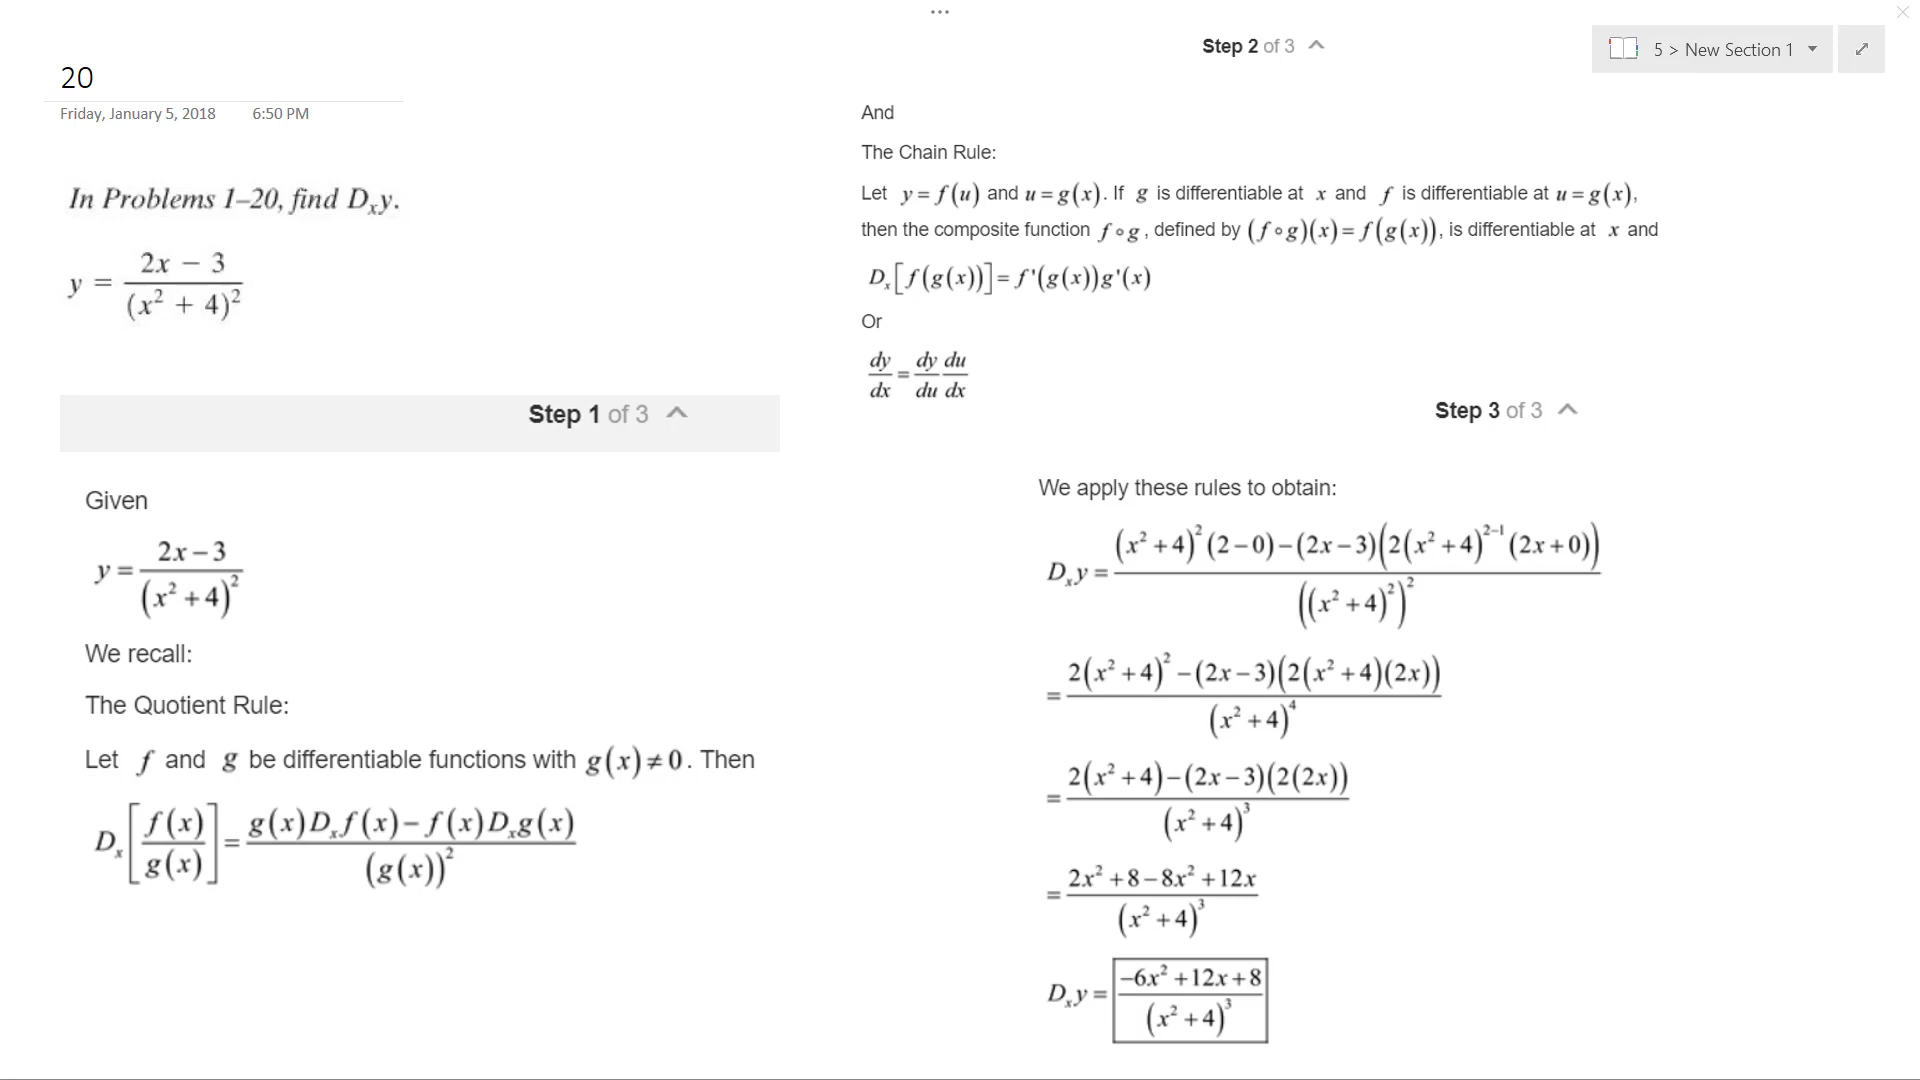 ...
5 > New Section 1
20
Friday, January 5, 2018 6:50 PM
In Problems 1–20, find Dₓy.
y = (2x − 3)/(x² + 4)²
Step 1 of 3
Given
y = (2x−3)/(x²+4)²
We recall:
The Quotient Rule:
Let f and g be differentiable functions with g(x)≠0. Then
Dₓ[f(x)/g(x)] = (g(x)Dₓf(x)−f(x)Dₓg(x))/(g(x))²
Step 2 of 3
And
The Chain Rule:
Let y=f(u) and u=g(x). If g is differentiable at x and f is differentiable at u=g(x),
then the composite function f∘g, defined by (f∘g)(x)=f(g(x)), is differentiable at x and
Dₓ[f(g(x))]=f'(g(x))g'(x)
Or
dy/dx = dy/du du/dx
Step 3 of 3
We apply these rules to obtain:
Dₓy = ((x²+4)²(2−0)−(2x−3)(2(x²+4)²⁻¹(2x+0)))/((x²+4)²)²
= (2(x²+4)²−(2x−3)(2(x²+4)(2x)))/(x²+4)⁴
= (2(x²+4)−(2x−3)(2(2x)))/(x²+4)³
= (2x²+8−8x²+12x)/(x²+4)³
Dₓy = (−6x²+12x+8)/(x²+4)³